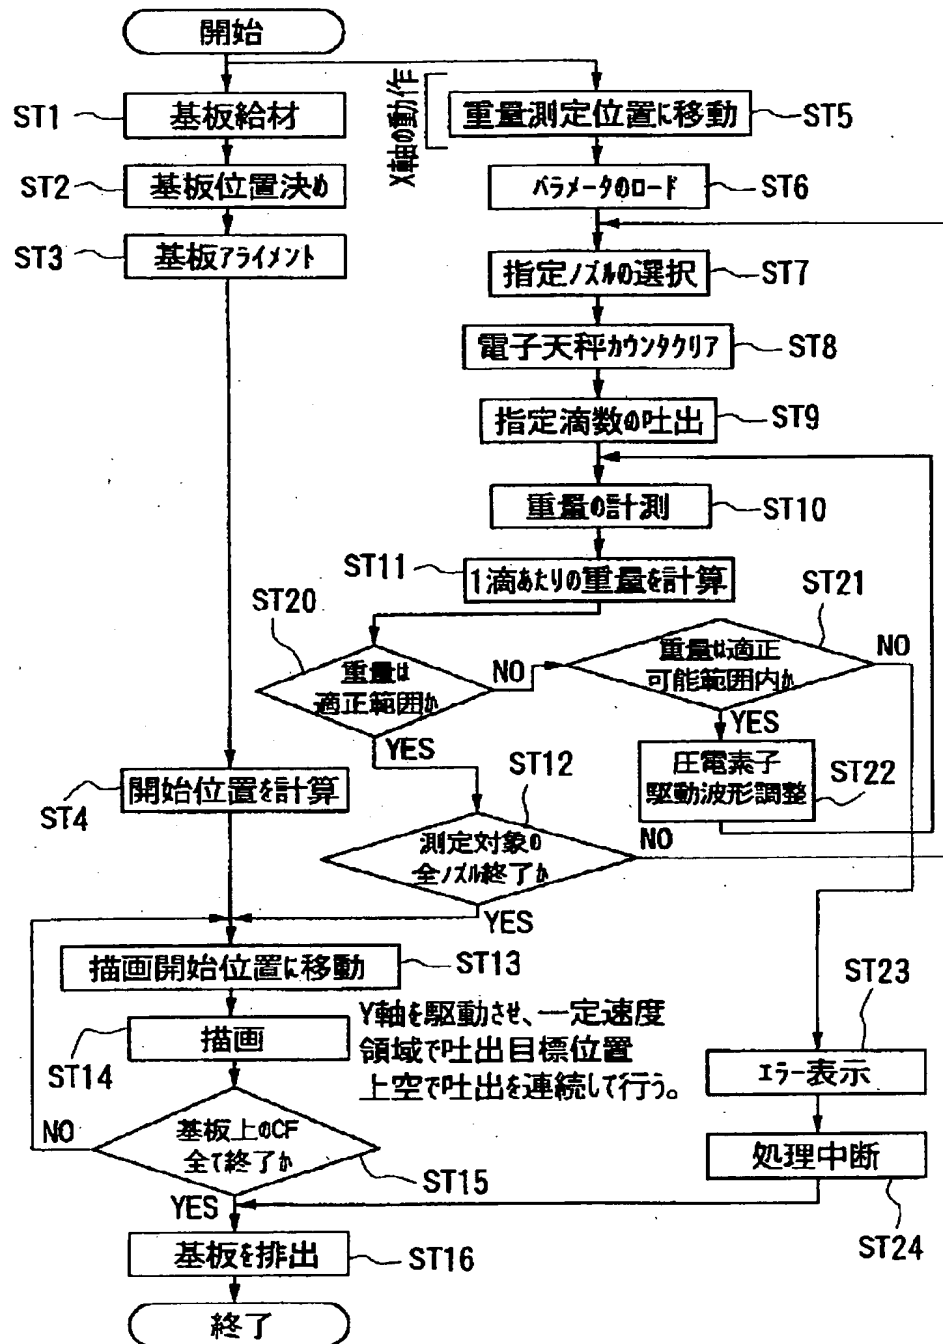 開始
ST1
基板給材
X軸の動作
重量測定位置に移動
ST5
ST2
基板位置決め
パラメータのロード
ST6
ST3
基板アライメント
指定ノズルの選択
ST7
電子天秤カウンタクリア
ST8
指定滴数の吐出
ST9
重量の計測
ST10
ST11
1滴あたりの重量を計算
ST20
ST21
重量は
適正範囲か
NO
YES
重量は適正
可能範囲内か
NO
YES
圧電素子
駆動波形調整
ST22
開始位置を計算
ST4
ST12
測定対象の
全ノズル終了か
NO
YES
描画開始位置に移動
ST13
描画
ST14
Y軸を駆動させ、一定速度
領域で吐出目標位置
上空で吐出を連続して行う。
ST23
エラー表示
NO
基板上のCF
全て終了か
ST15
YES
処理中断
ST24
基板を排出
ST16
終了